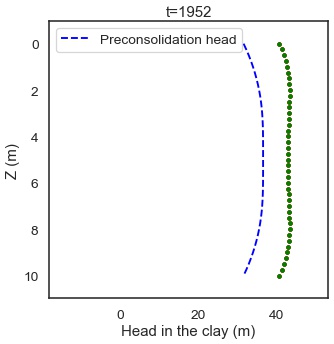 t=1952
Preconsolidation head
0
2
4
6
8
10
Z (m)
0
20
40
Head in the clay (m)